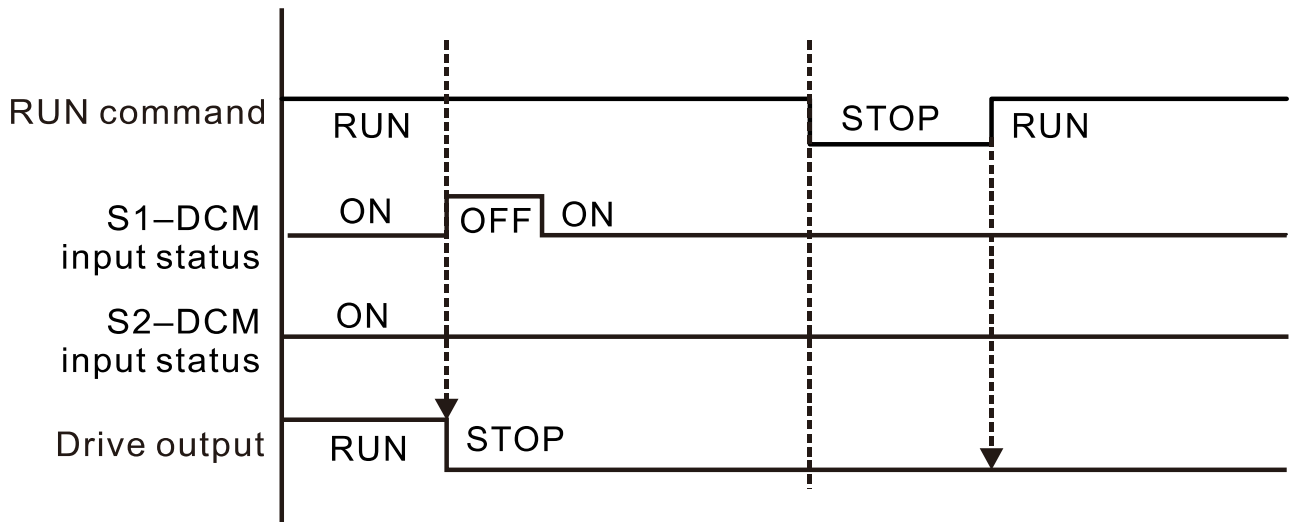 RUN command
RUN
STOP
RUN
S1–DCM
input status
ON
OFF
ON
S2–DCM
input status
ON
Drive output
RUN
STOP